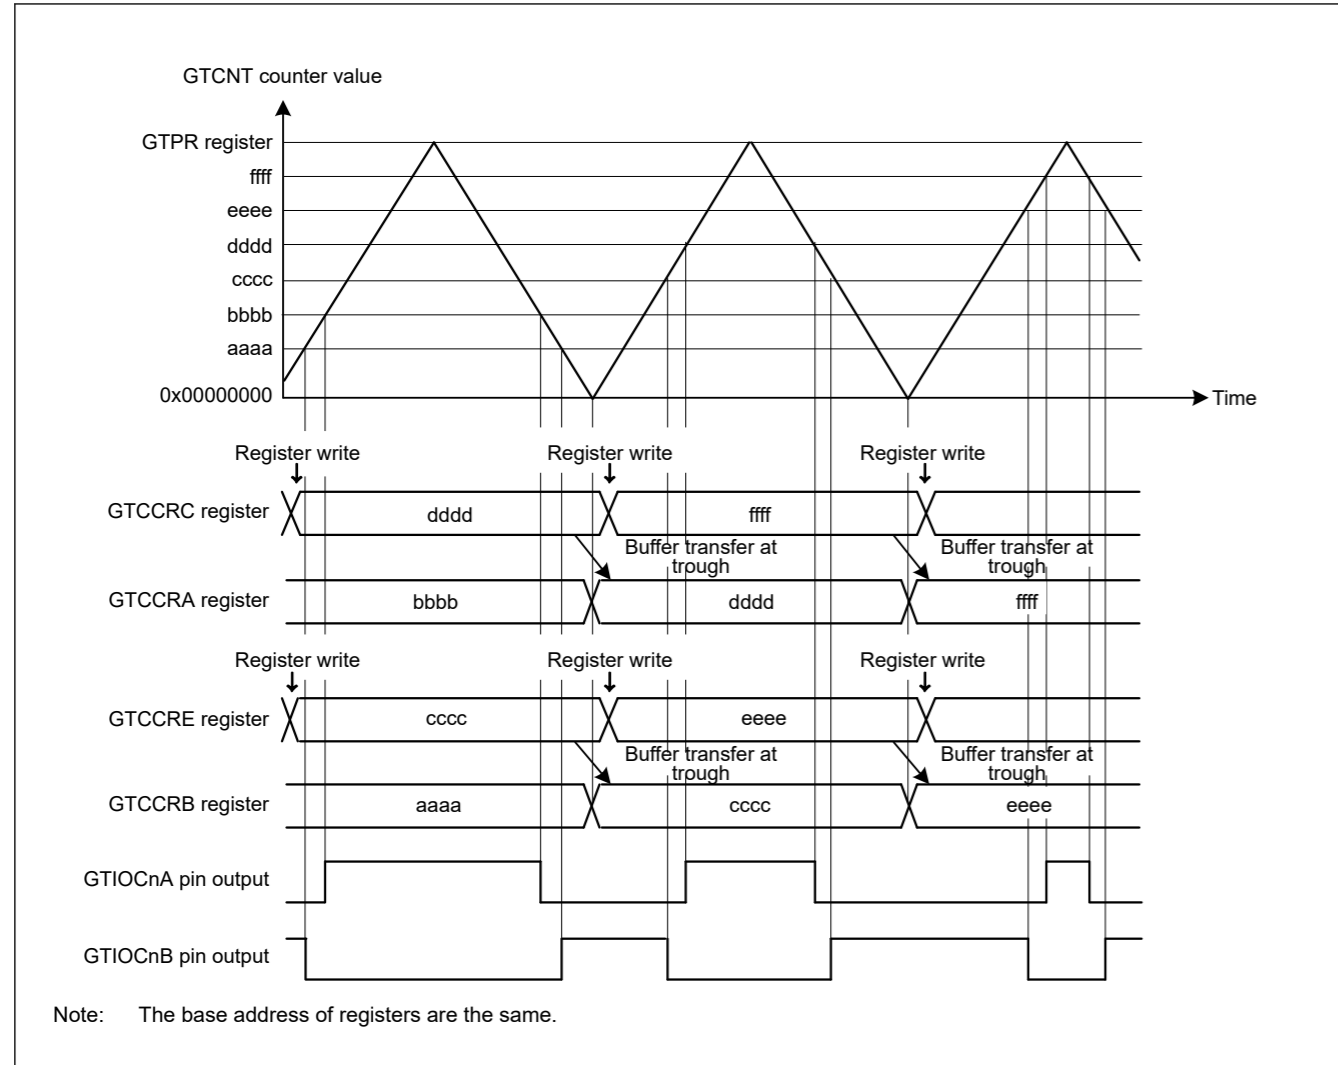 GTCNT counter value
GTPR register
ffff
eeee
dddd
cccc
bbbb
aaaa
0x00000000
Time
Register write Register write Register write
GTCCRC register dddd ffff
Buffer transfer at trough Buffer transfer at trough
GTCCRA register bbbb dddd ffff
Register write Register write Register write
GTCCRE register cccc eeee
Buffer transfer at trough Buffer transfer at trough
GTCCRB register aaaa cccc eeee
GTIOCnA pin output
GTIOCnB pin output
Note: The base address of registers are the same.